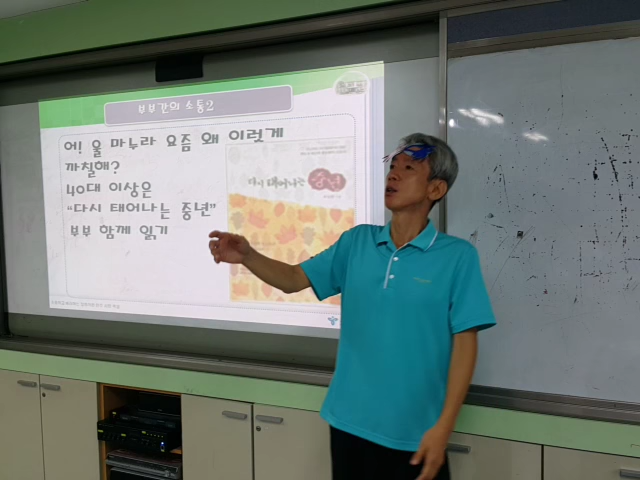 부부간의 소통2
어! 울 마누라 요즘 왜 이렇게
까칠해?
40대 이상은
"다시 태어나는 중년"
부부 함께 읽기
다시 태어나는 중년